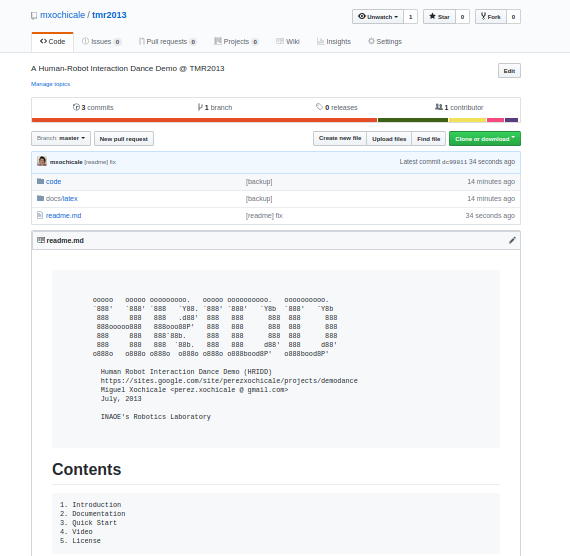 mxochicale / tmr2013
Unwatch 1 Star 0 Fork 0
Code Issues 0 Pull requests 0 Projects 0 Wiki Insights Settings
A Human-Robot Interaction Dance Demo @ TMR2013
Edit
Manage topics
3 commits 1 branch 0 releases 1 contributor
Branch: master New pull request Create new file Upload files Find file Clone or download
mxochicale [readme] fix Latest commit dc99811 34 seconds ago
code [backup] 14 minutes ago
docs/latex [backup] 14 minutes ago
readme.md [readme] fix 34 seconds ago
readme.md
ooooo   ooooo ooooooooo.   ooooo oooooooooo.   oooooooooo.
`888'   `888' `888   `Y88. `888' `888'   `Y8b  `888'   `Y8b
 888     888   888   .d88'  888   888      888  888      888
 888ooooo888   888ooo88P'   888   888      888  888      888
 888     888   888`88b.     888   888      888  888      888
 888     888   888  `88b.   888   888     d88'  888     d88'
o888o   o888o o888o  o888o o888o o888bood8P'   o888bood8P'
Human Robot Interaction Dance Demo (HRIDD)
https://sites.google.com/site/perezxochicale/projects/demodance
Miguel Xochicale <perez.xochicale @ gmail.com>
July, 2013
INAOE's Robotics Laboratory
Contents
1. Introduction
2. Documentation
3. Quick Start
4. Video
5. License